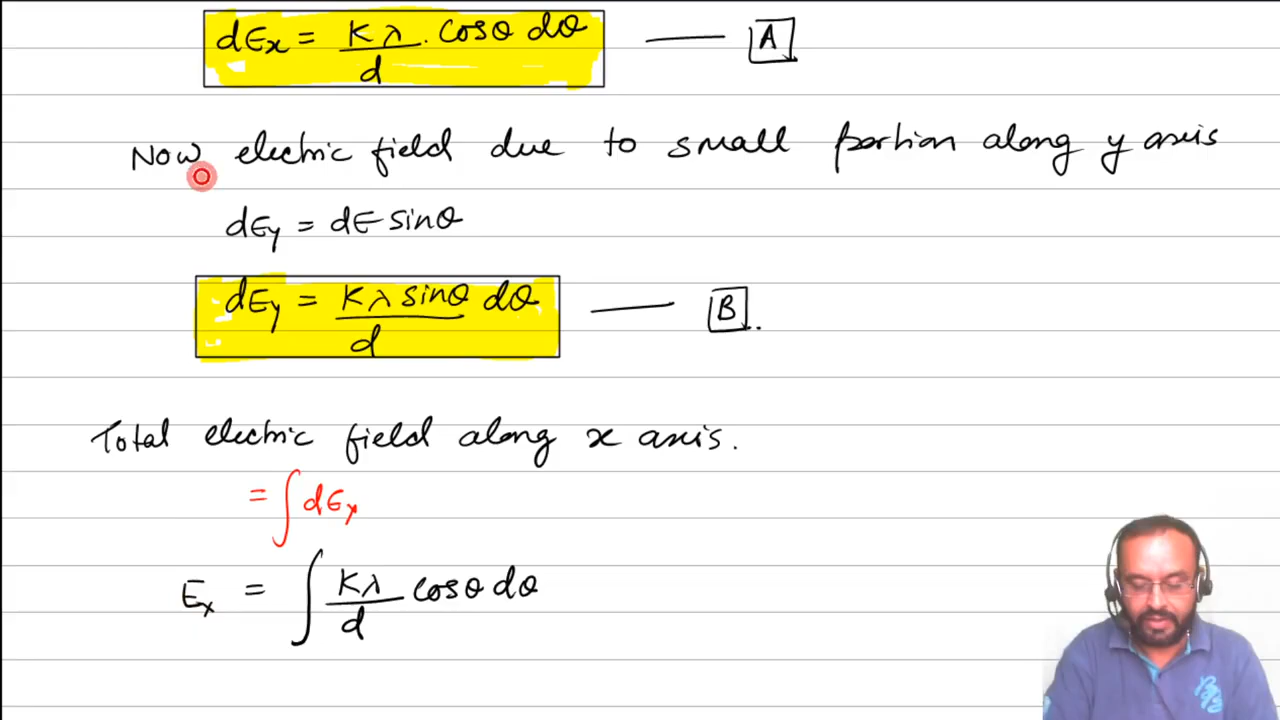 dEx = Kλ/d . cosθ dθ —— A
Now electric field due to small portion along y axis
dEy = dE sinθ
dEy = Kλ sinθ/d dθ —— B.
Total electric field along x axis.
= ∫ dEx
Ex = ∫ Kλ/d cosθ dθ